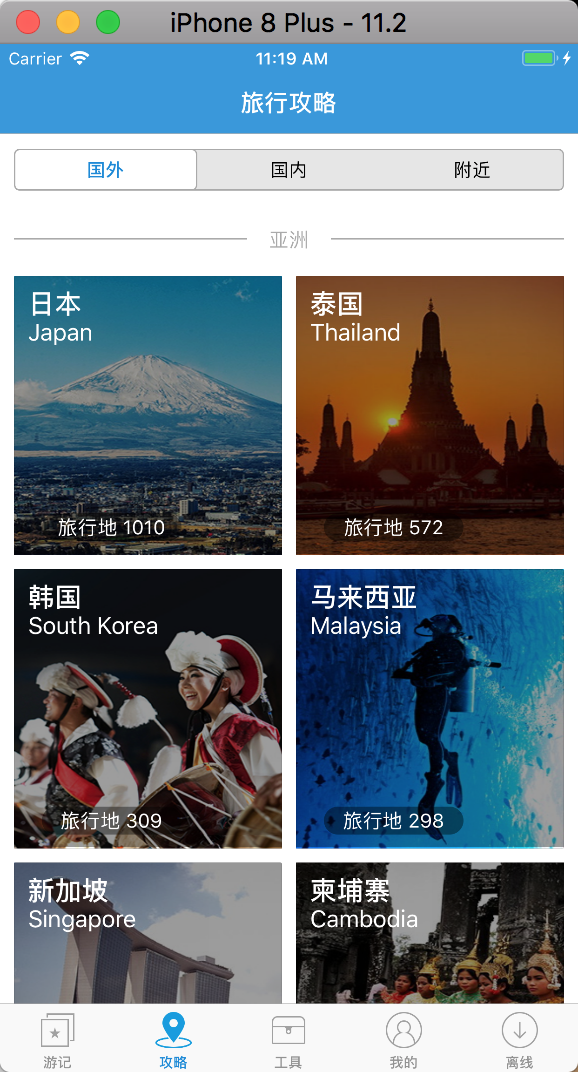 iPhone 8 Plus - 11.2
Carrier
11:19 AM
旅行攻略
国外
国内
附近
亚洲
日本
Japan
旅行地 1010
泰国
Thailand
旅行地 572
韩国
South Korea
旅行地 309
马来西亚
Malaysia
旅行地 298
新加坡
Singapore
柬埔寨
Cambodia
游记
攻略
工具
我的
离线